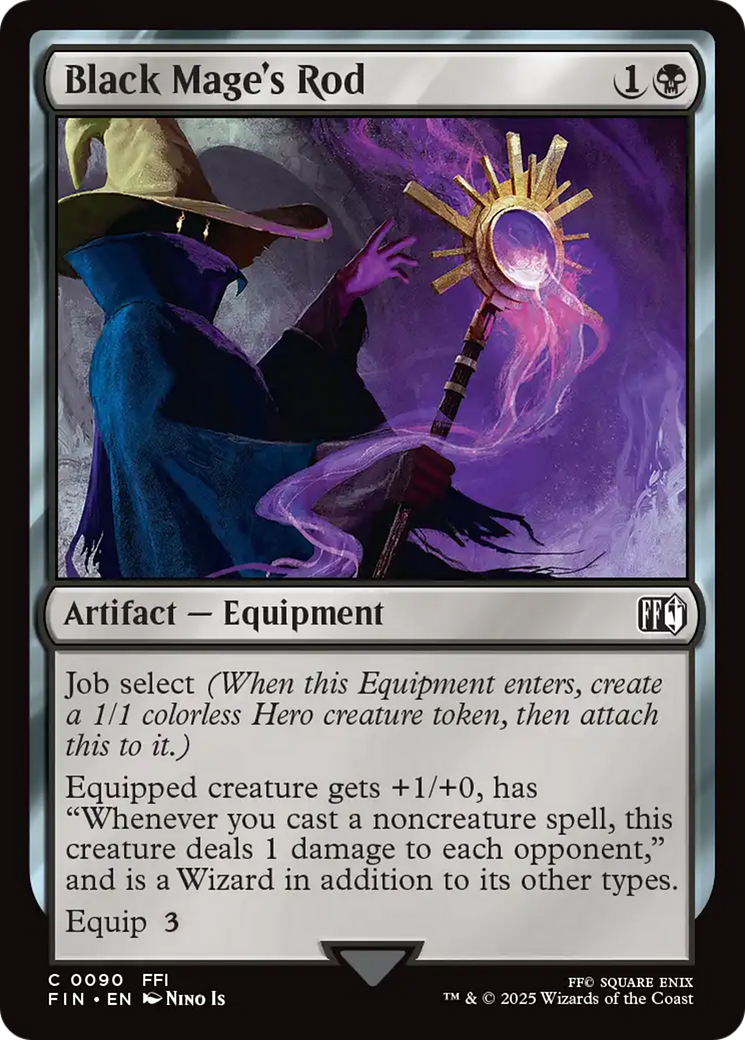 Black Mage's Rod 1
Artifact — Equipment FF
Job select (When this Equipment enters, create
a 1/1 colorless Hero creature token, then attach
this to it.)
Equipped creature gets +1/+0, has
“Whenever you cast a noncreature spell, this
creature deals 1 damage to each opponent,”
and is a Wizard in addition to its other types.
Equip 3
C 0090 FFI
FIN • EN Nino Is
FF© SQUARE ENIX
™ & © 2025 Wizards of the Coast